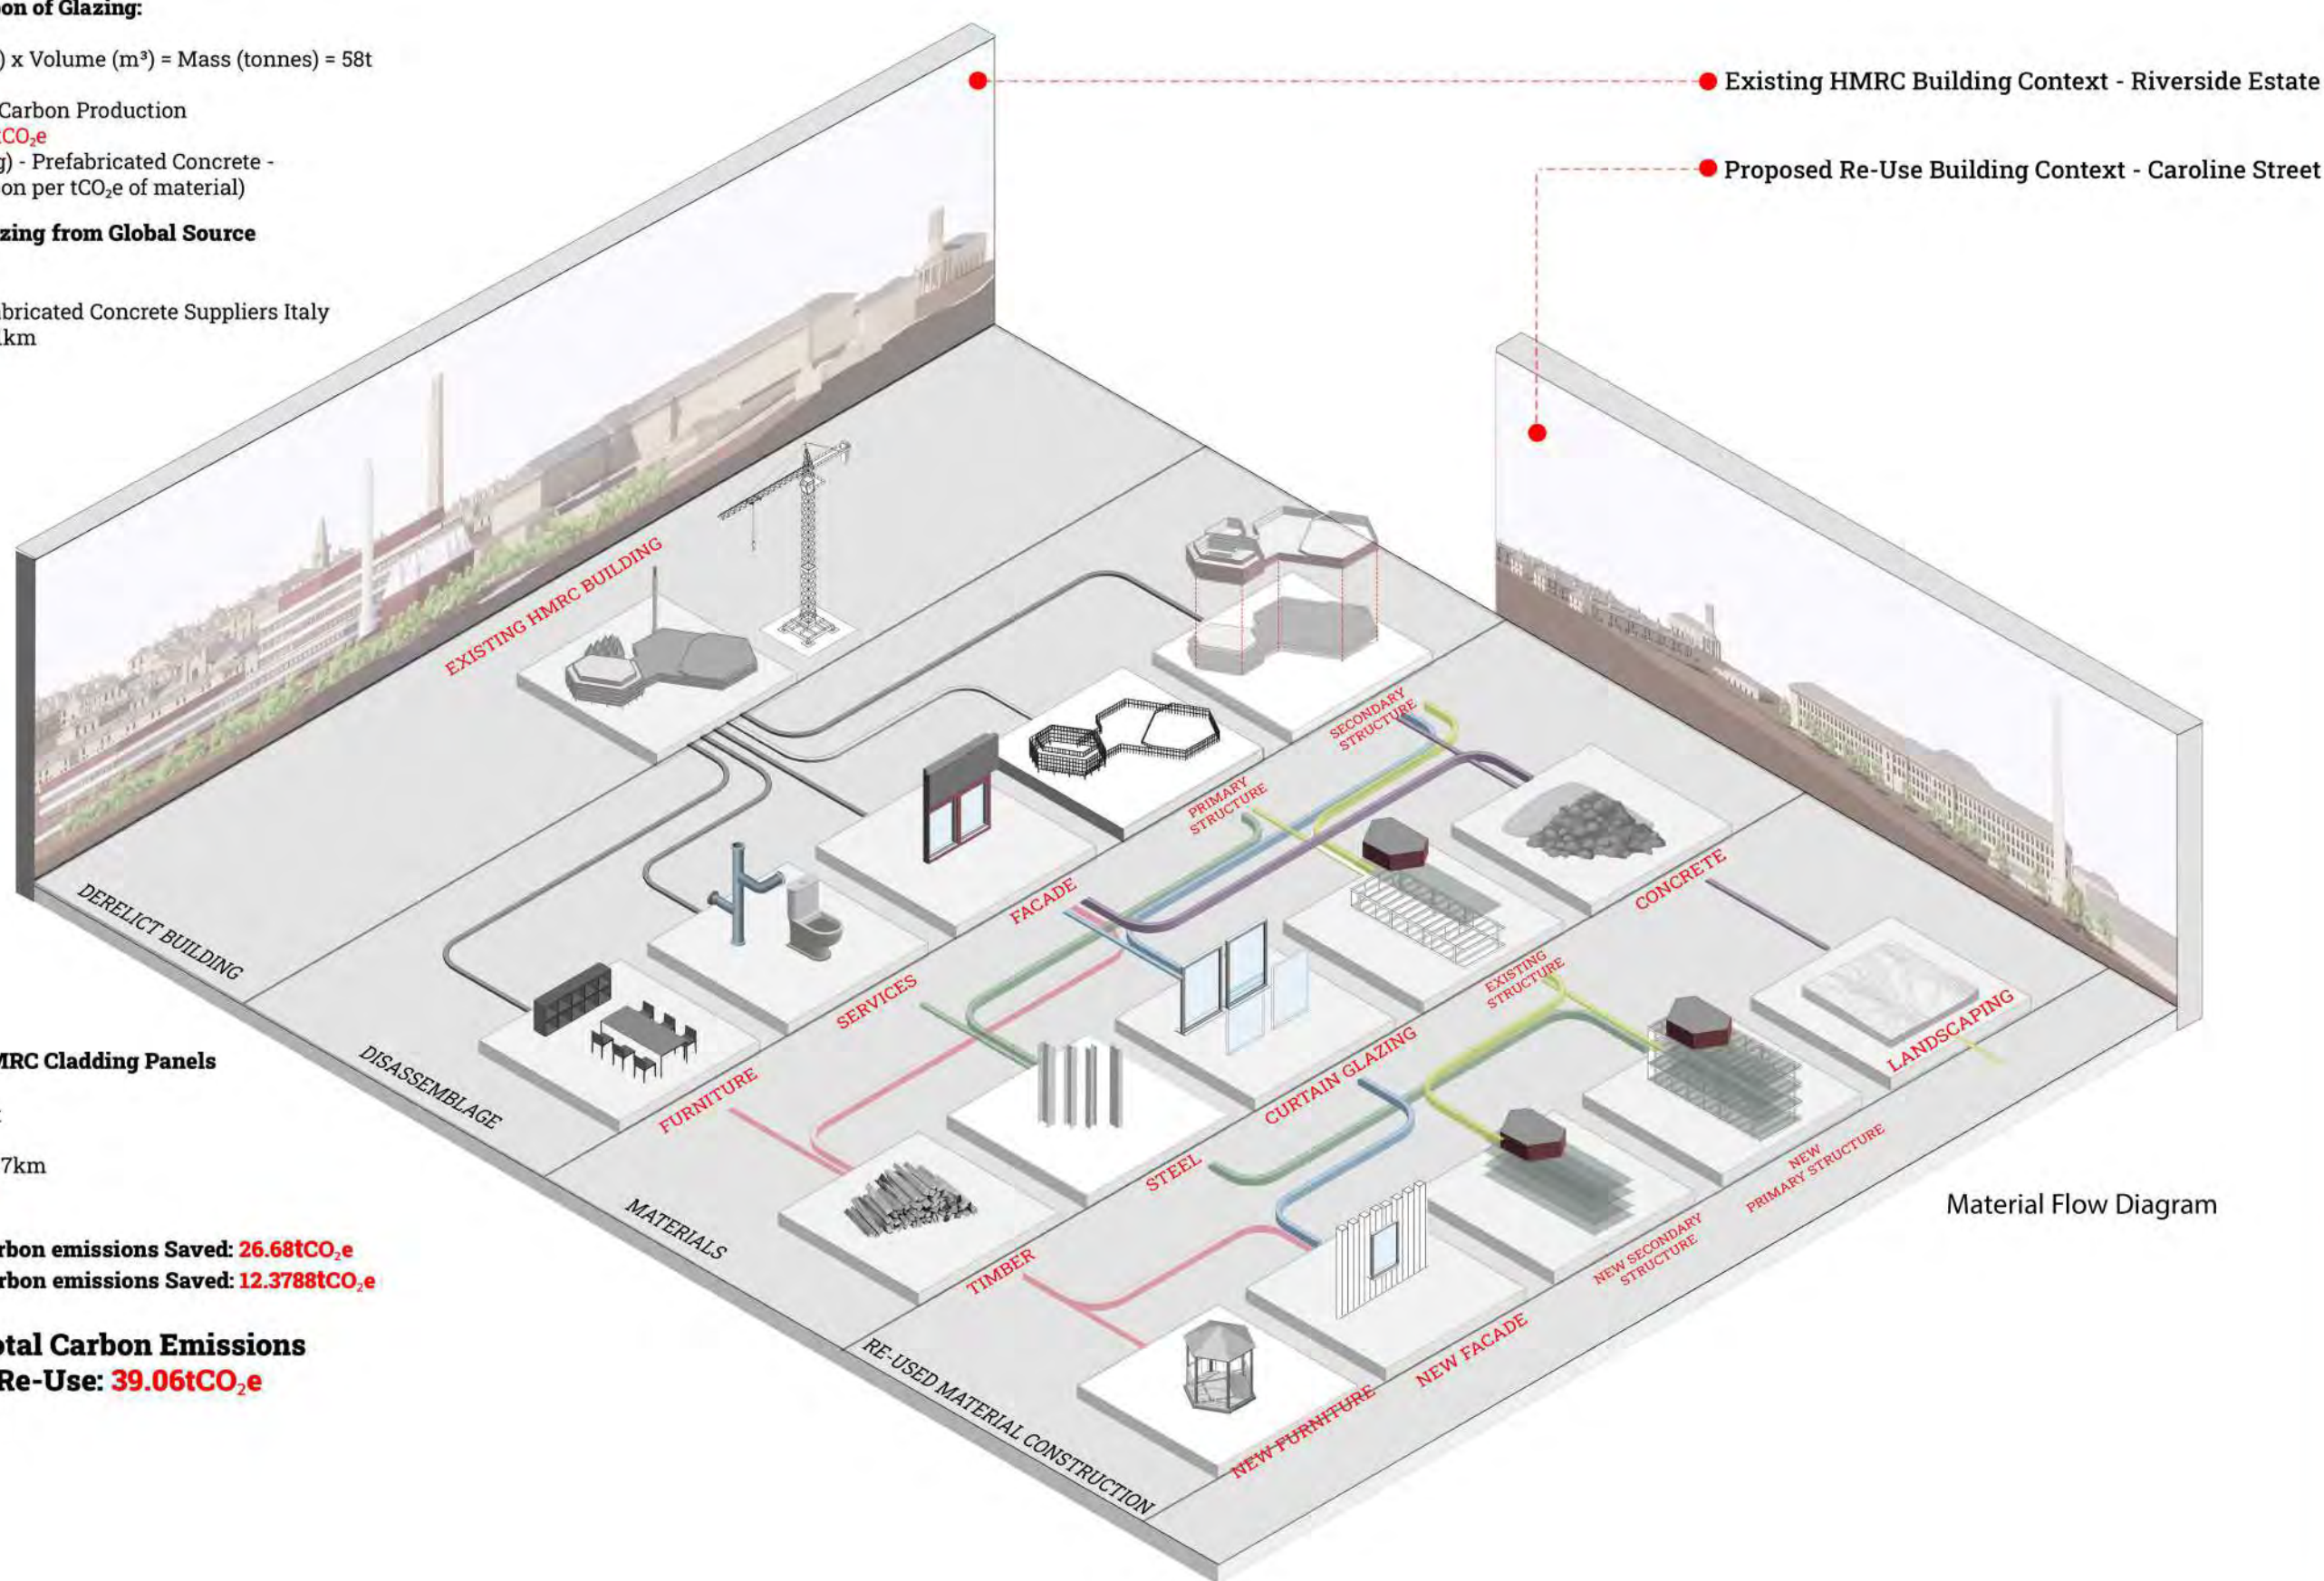 on of Glazing:
) x Volume (m³) = Mass (tonnes) = 58t
Carbon Production
tCO₂e
g) - Prefabricated Concrete -
on per tCO₂e of material)
zing from Global Source
abricated Concrete Suppliers Italy
km
MRC Cladding Panels
7km
rbon emissions Saved: 26.68tCO₂e
rbon emissions Saved: 12.3788tCO₂e
otal Carbon Emissions
Re-Use: 39.06tCO₂e
Existing HMRC Building Context - Riverside Estate
Proposed Re-Use Building Context - Caroline Street
EXISTING HMRC BUILDING
DERELICT BUILDING
SECONDARY
STRUCTURE
PRIMARY
STRUCTURE
FACADE
SERVICES
FURNITURE
DISASSEMBLAGE
CONCRETE
EXISTING
STRUCTURE
CURTAIN GLAZING
STEEL
TIMBER
MATERIALS
LANDSCAPING
NEW
PRIMARY STRUCTURE
NEW SECONDARY
STRUCTURE
NEW FACADE
NEW FURNITURE
RE-USED MATERIAL CONSTRUCTION
Material Flow Diagram